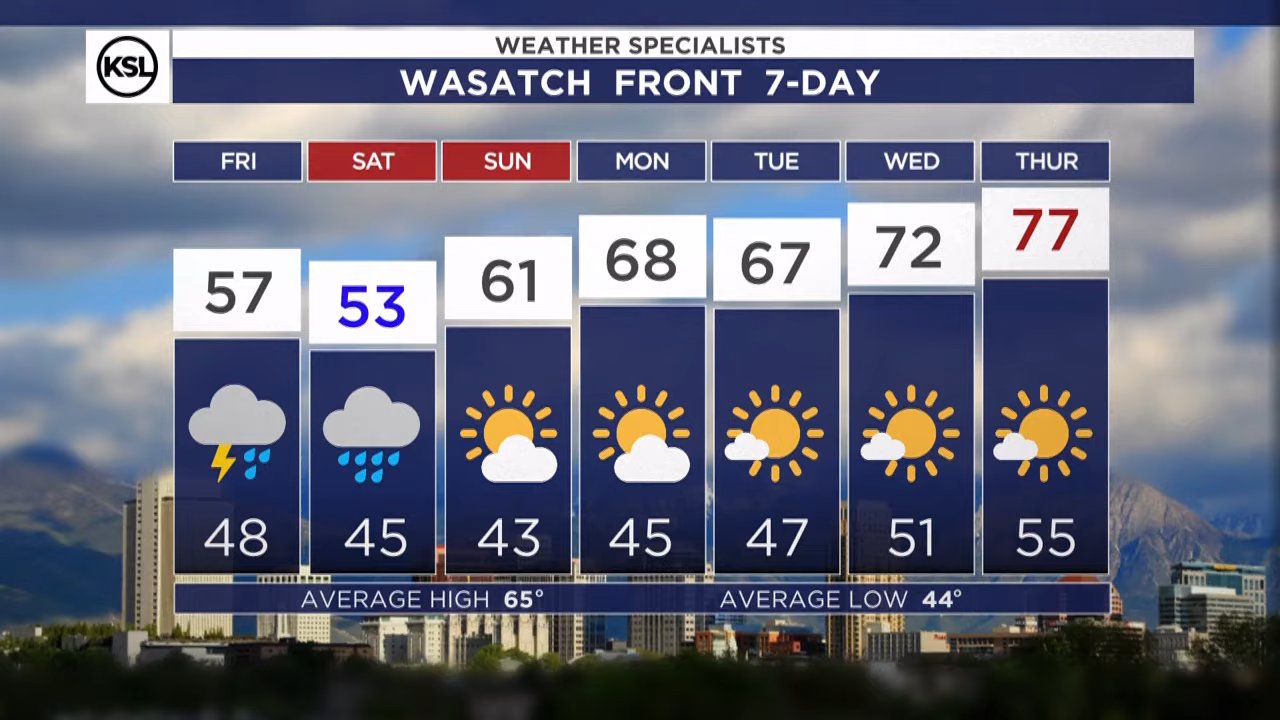 KSL
WEATHER SPECIALISTS
WASATCH FRONT 7-DAY
FRI SAT SUN MON TUE WED THUR
57 53 61 68 67 72 77
48 45 43 45 47 51 55
AVERAGE HIGH 65° AVERAGE LOW 44°